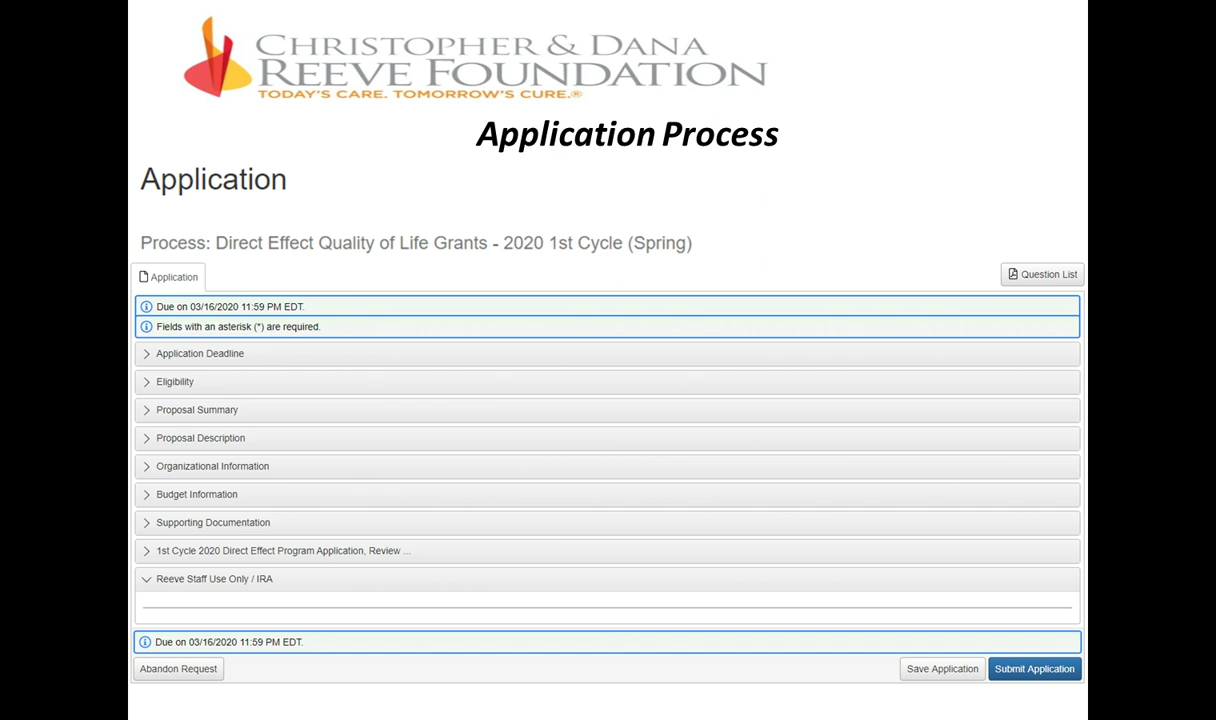 CHRISTOPHER & DANA
REEVE FOUNDATION
TODAY'S CARE. TOMORROW'S CURE.®
Application Process
Application
Process: Direct Effect Quality of Life Grants - 2020 1st Cycle (Spring)
Application
Question List
Due on 03/16/2020 11:59 PM EDT.
Fields with an asterisk (*) are required.
Application Deadline
Eligibility
Proposal Summary
Proposal Description
Organizational Information
Budget Information
Supporting Documentation
1st Cycle 2020 Direct Effect Program Application, Review ...
Reeve Staff Use Only / IRA
Due on 03/16/2020 11:59 PM EDT.
Abandon Request
Save Application
Submit Application